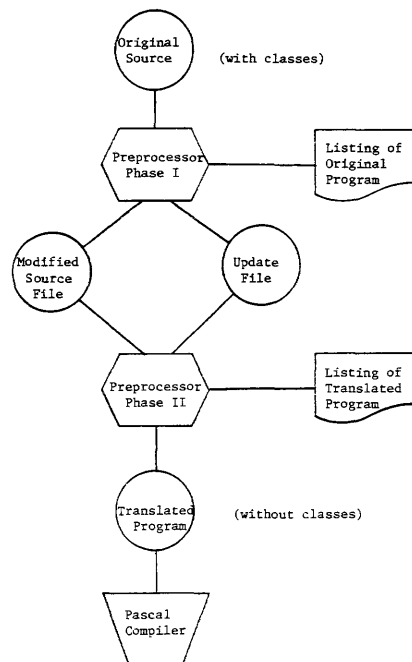 Original
Source
(with classes)
Preprocessor
Phase I
Listing of
Original
Program
Modified
Source
File
Update
File
Preprocessor
Phase II
Listing of
Translated
Program
Translated
Program
(without classes)
Pascal
Compiler